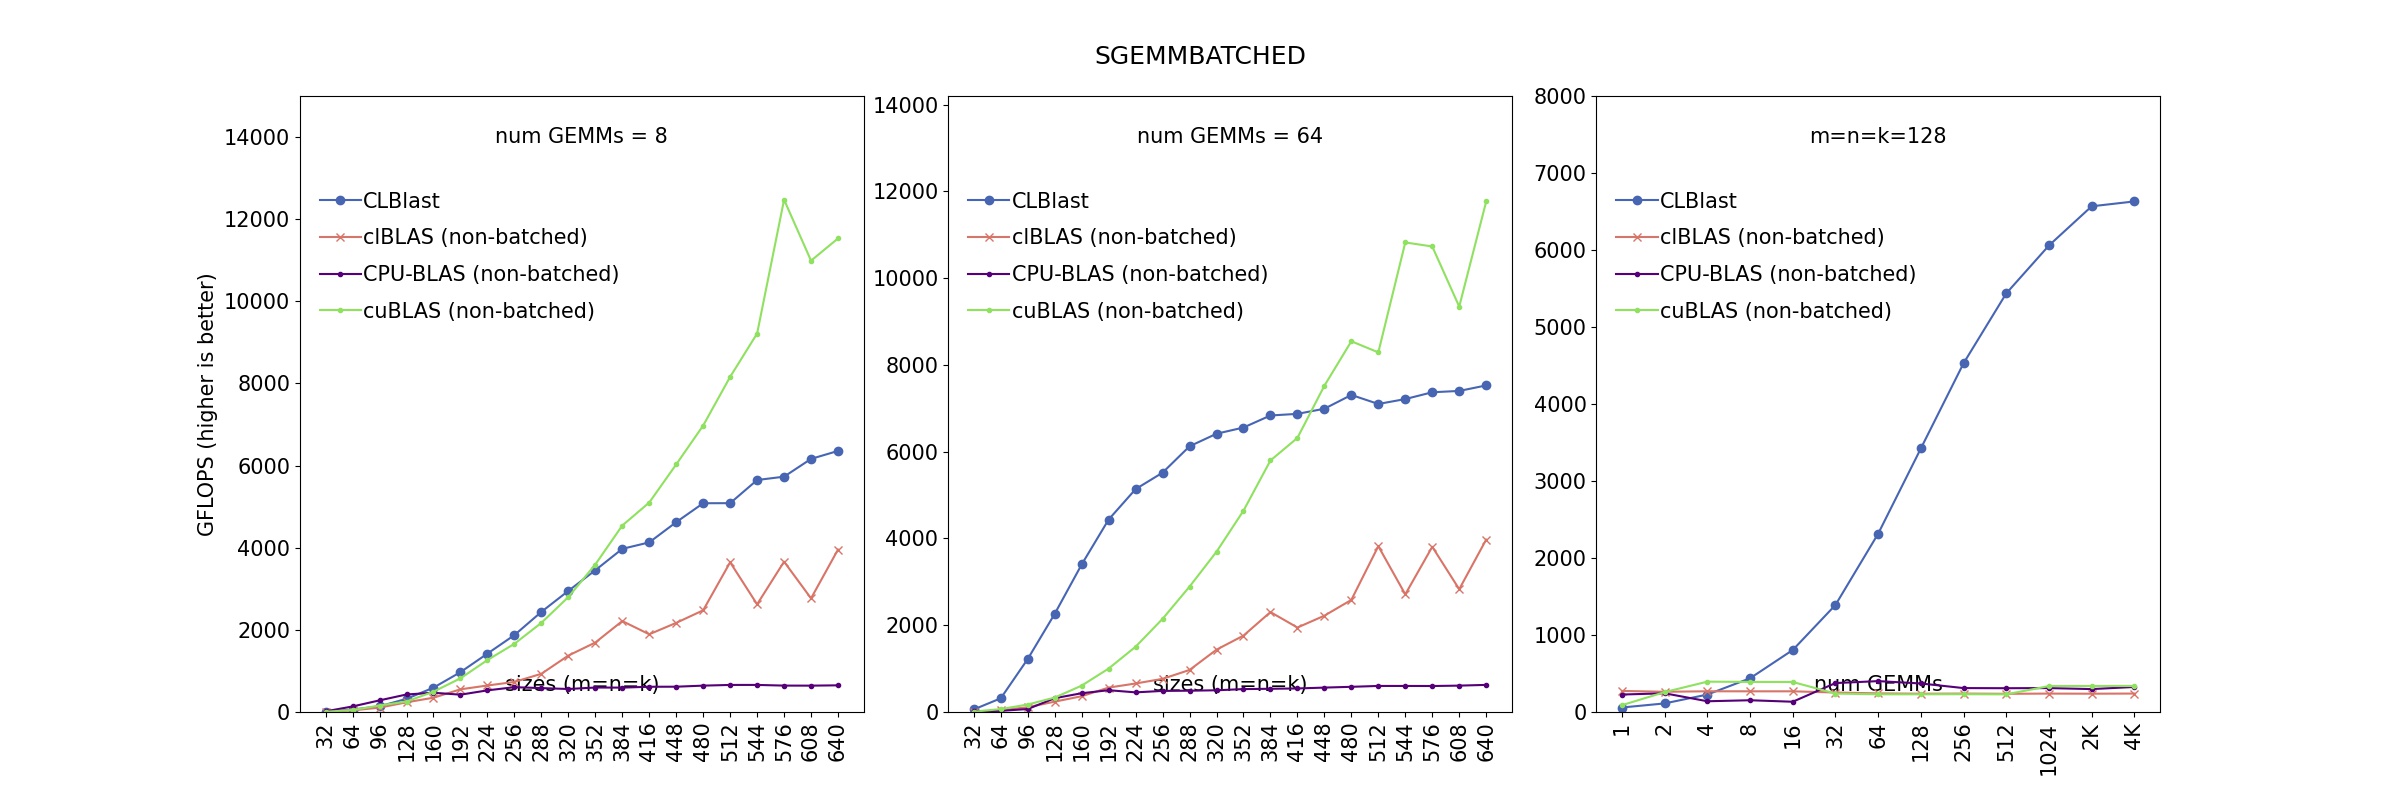 SGEMMBATCHED
GFLOPS (higher is better)
num GEMMs = 8
CLBlast
clBLAS (non-batched)
CPU-BLAS (non-batched)
cuBLAS (non-batched)
14000
12000
10000
8000
6000
4000
2000
0
sizes (m=n=k)
32 64 96 128 160 192 224 256 288 320 352 384 416 448 480 512 544 576 608 640
num GEMMs = 64
CLBlast
clBLAS (non-batched)
CPU-BLAS (non-batched)
cuBLAS (non-batched)
14000
12000
10000
8000
6000
4000
2000
0
sizes (m=n=k)
32 64 96 128 160 192 224 256 288 320 352 384 416 448 480 512 544 576 608 640
m=n=k=128
CLBlast
clBLAS (non-batched)
CPU-BLAS (non-batched)
cuBLAS (non-batched)
8000
7000
6000
5000
4000
3000
2000
1000
0
num GEMMs
1 2 4 8 16 32 64 128 256 512 1024 2K 4K